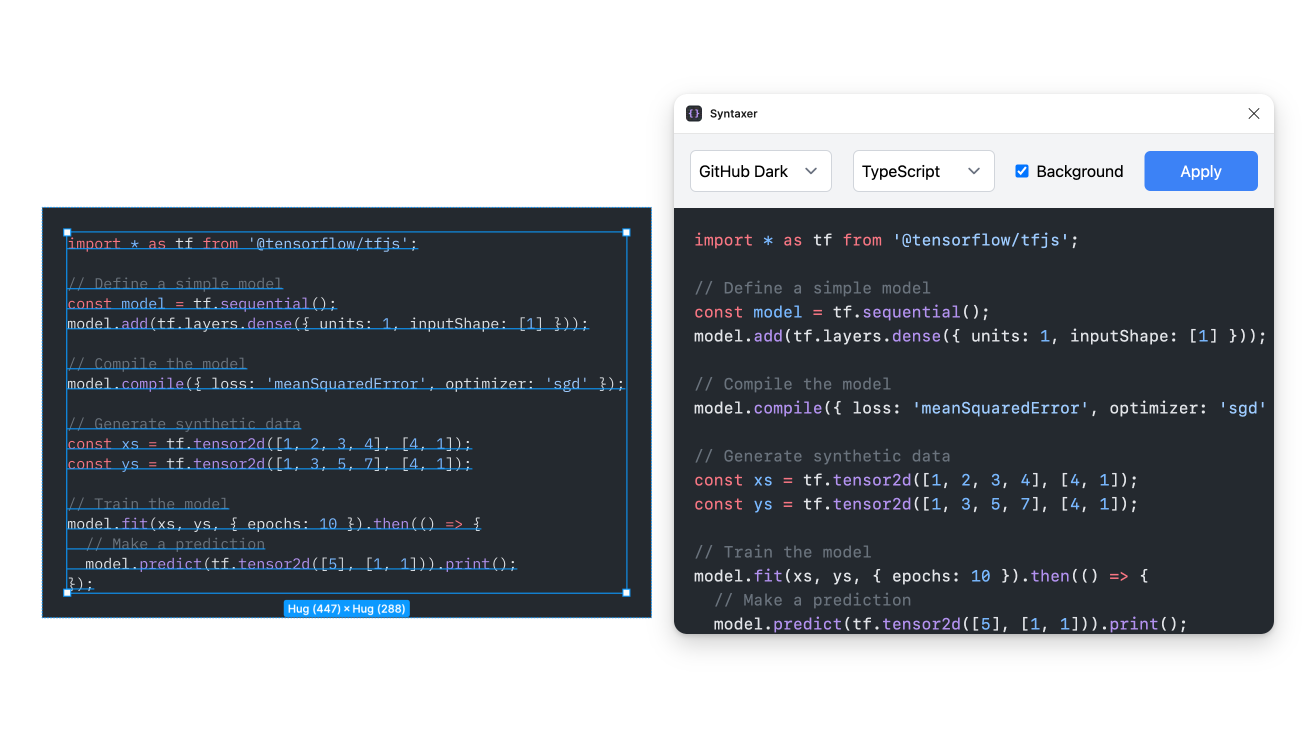 import * as tf from '@tensorflow/tfjs';
// Define a simple model
const model = tf.sequential();
model.add(tf.layers.dense({ units: 1, inputShape: [1] }));
// Compile the model
model.compile({ loss: 'meanSquaredError', optimizer: 'sgd' });
// Generate synthetic data
const xs = tf.tensor2d([1, 2, 3, 4], [4, 1]);
const ys = tf.tensor2d([1, 3, 5, 7], [4, 1]);
// Train the model
model.fit(xs, ys, { epochs: 10 }).then(() => {
  // Make a prediction
  model.predict(tf.tensor2d([5], [1, 1])).print();
});
Hug (447) × Hug (288)
{} Syntaxer
GitHub Dark TypeScript Background Apply
import * as tf from '@tensorflow/tfjs';
// Define a simple model
const model = tf.sequential();
model.add(tf.layers.dense({ units: 1, inputShape: [1] }));
// Compile the model
model.compile({ loss: 'meanSquaredError', optimizer: 'sgd'
// Generate synthetic data
const xs = tf.tensor2d([1, 2, 3, 4], [4, 1]);
const ys = tf.tensor2d([1, 3, 5, 7], [4, 1]);
// Train the model
model.fit(xs, ys, { epochs: 10 }).then(() => {
  // Make a prediction
  model.predict(tf.tensor2d([5], [1, 1])).print();